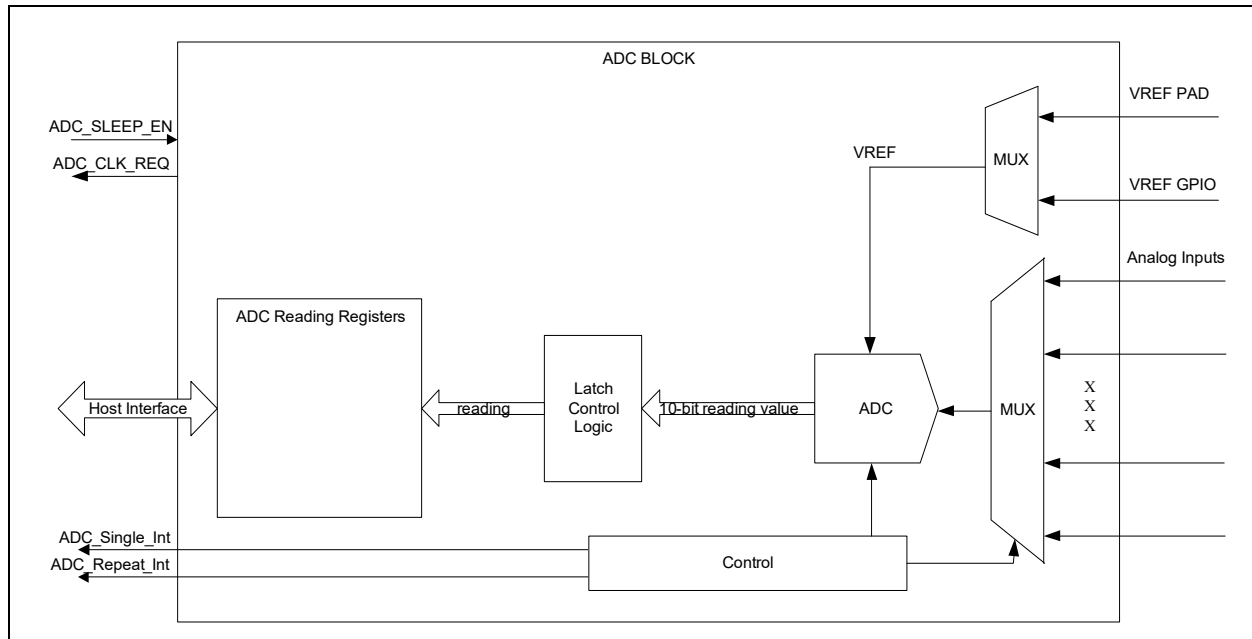 ADC BLOCK
VREF PAD
ADC_SLEEP_EN
VREF
MUX
ADC_CLK_REQ
VREF GPIO
Analog Inputs
ADC Reading Registers
Latch
Control
Logic
Host Interface
reading
10-bit reading value
ADC
MUX
X
X
X
ADC_Single_Int
ADC_Repeat_Int
Control